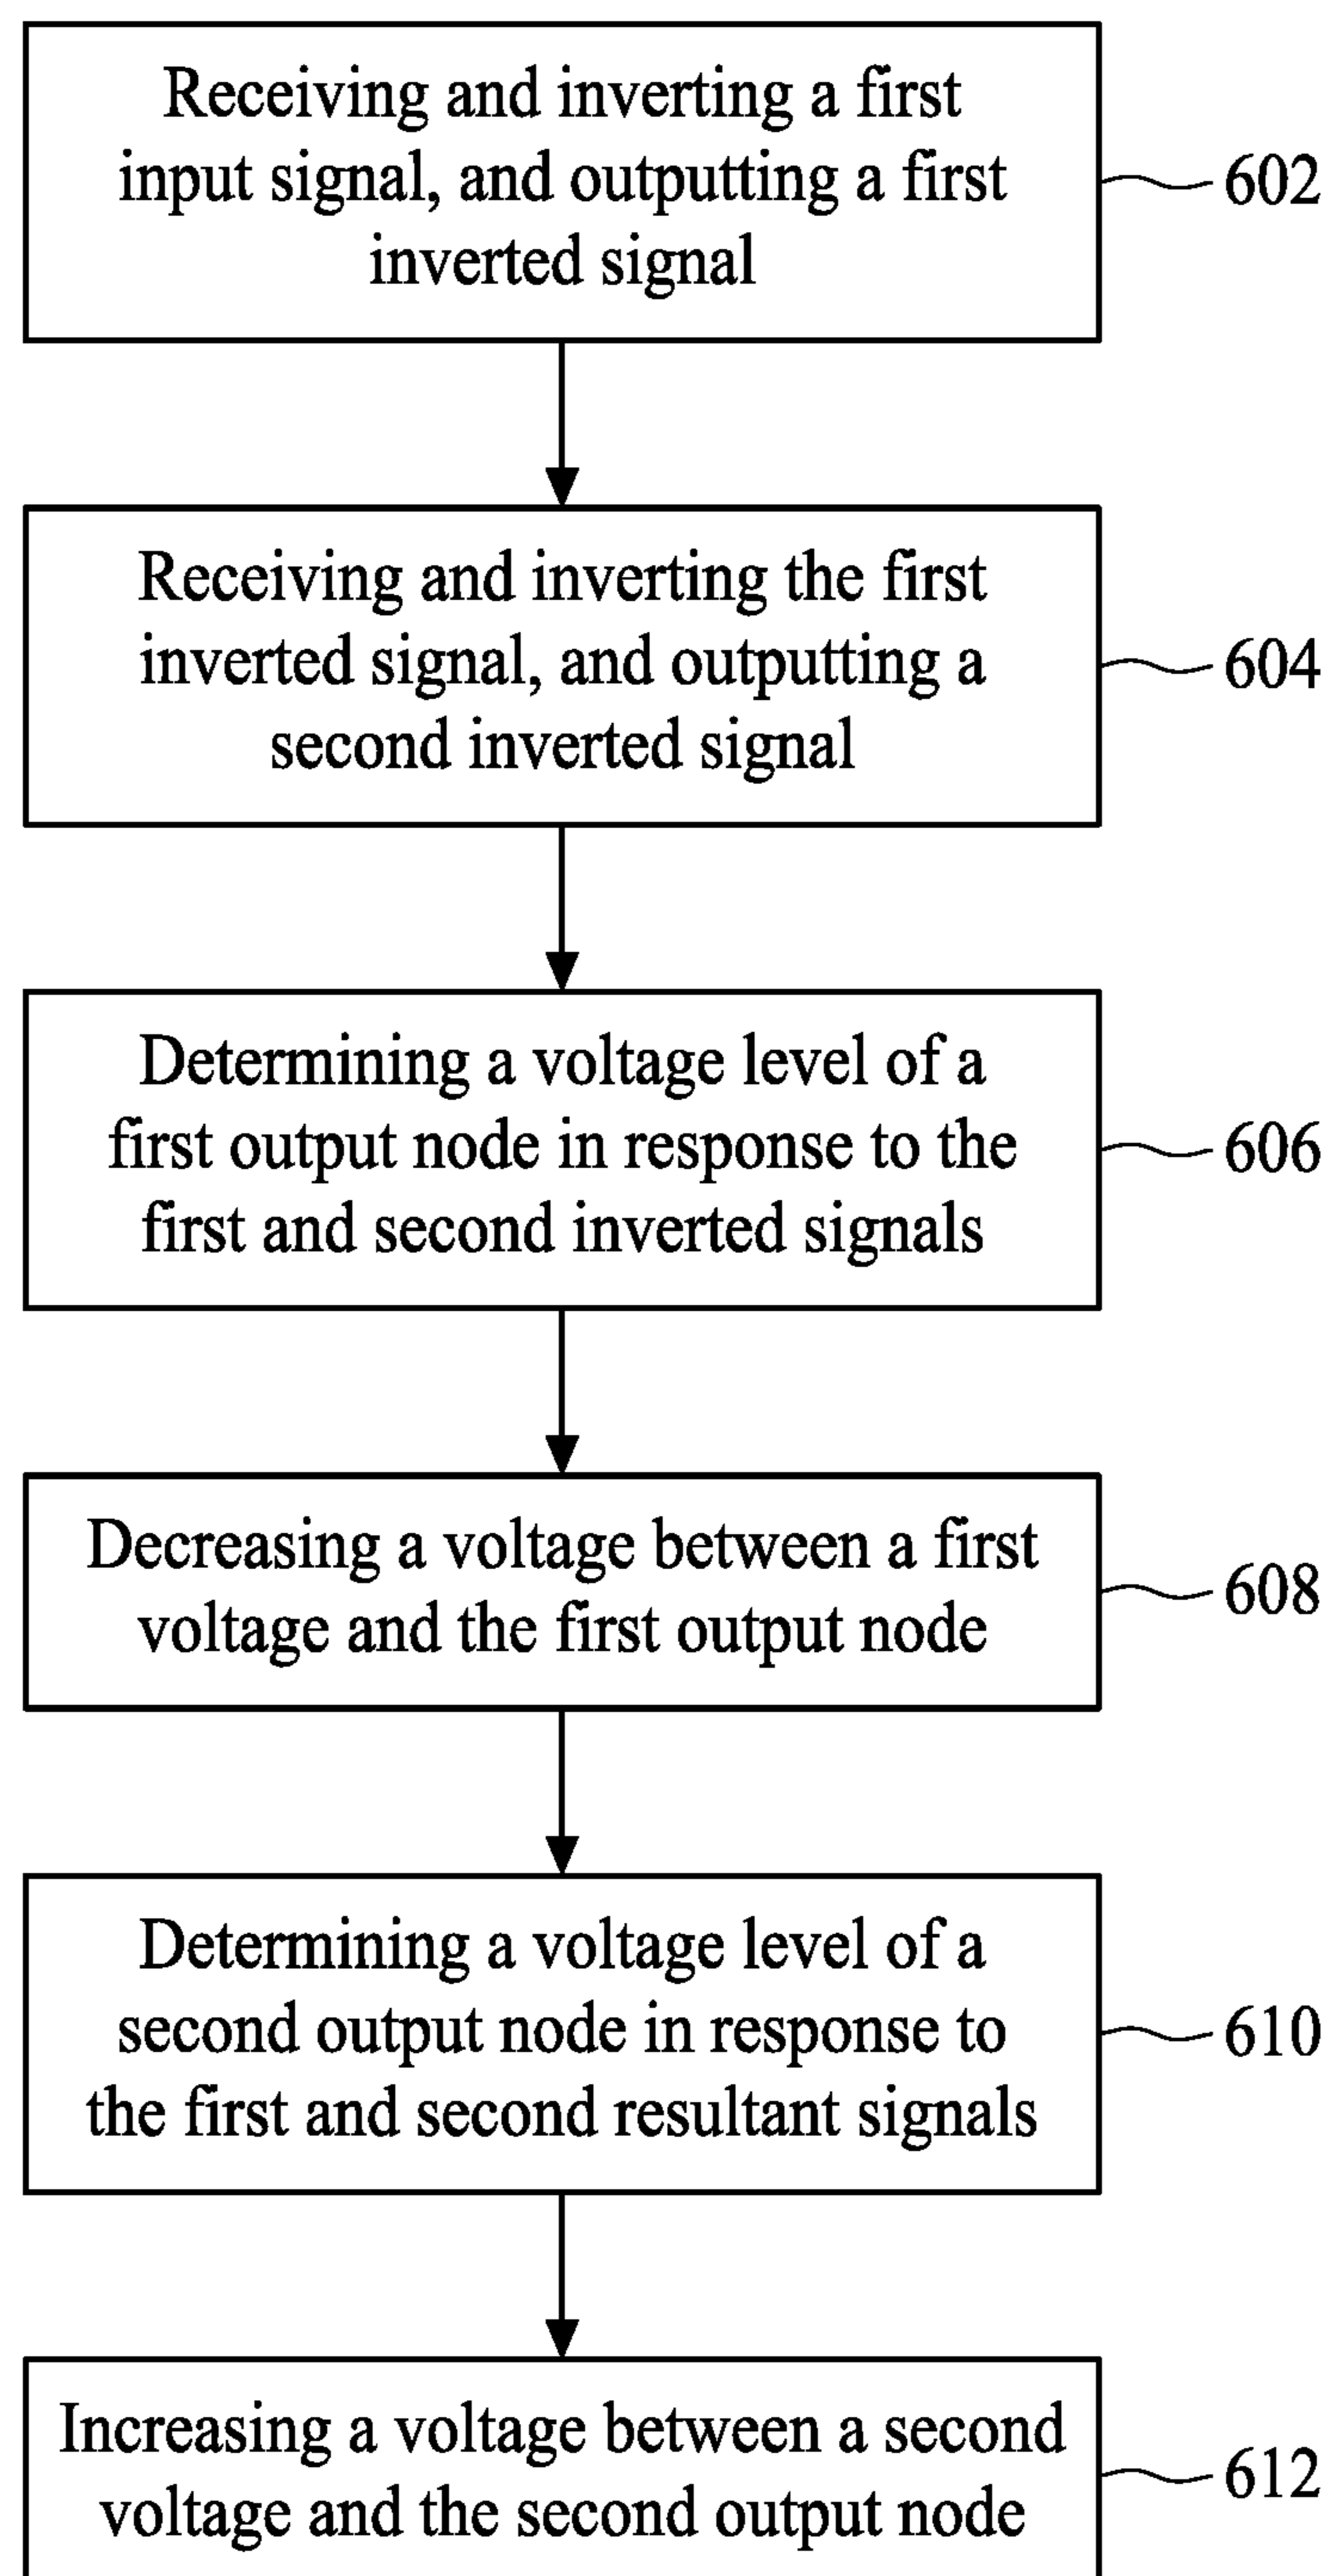 Receiving and inverting a first
input signal, and outputting a first
inverted signal
602
Receiving and inverting the first
inverted signal, and outputting a
second inverted signal
604
Determining a voltage level of a
first output node in response to the
first and second inverted signals
606
Decreasing a voltage between a first
voltage and the first output node
608
Determining a voltage level of a
second output node in response to
the first and second resultant signals
610
Increasing a voltage between a second
voltage and the second output node
612